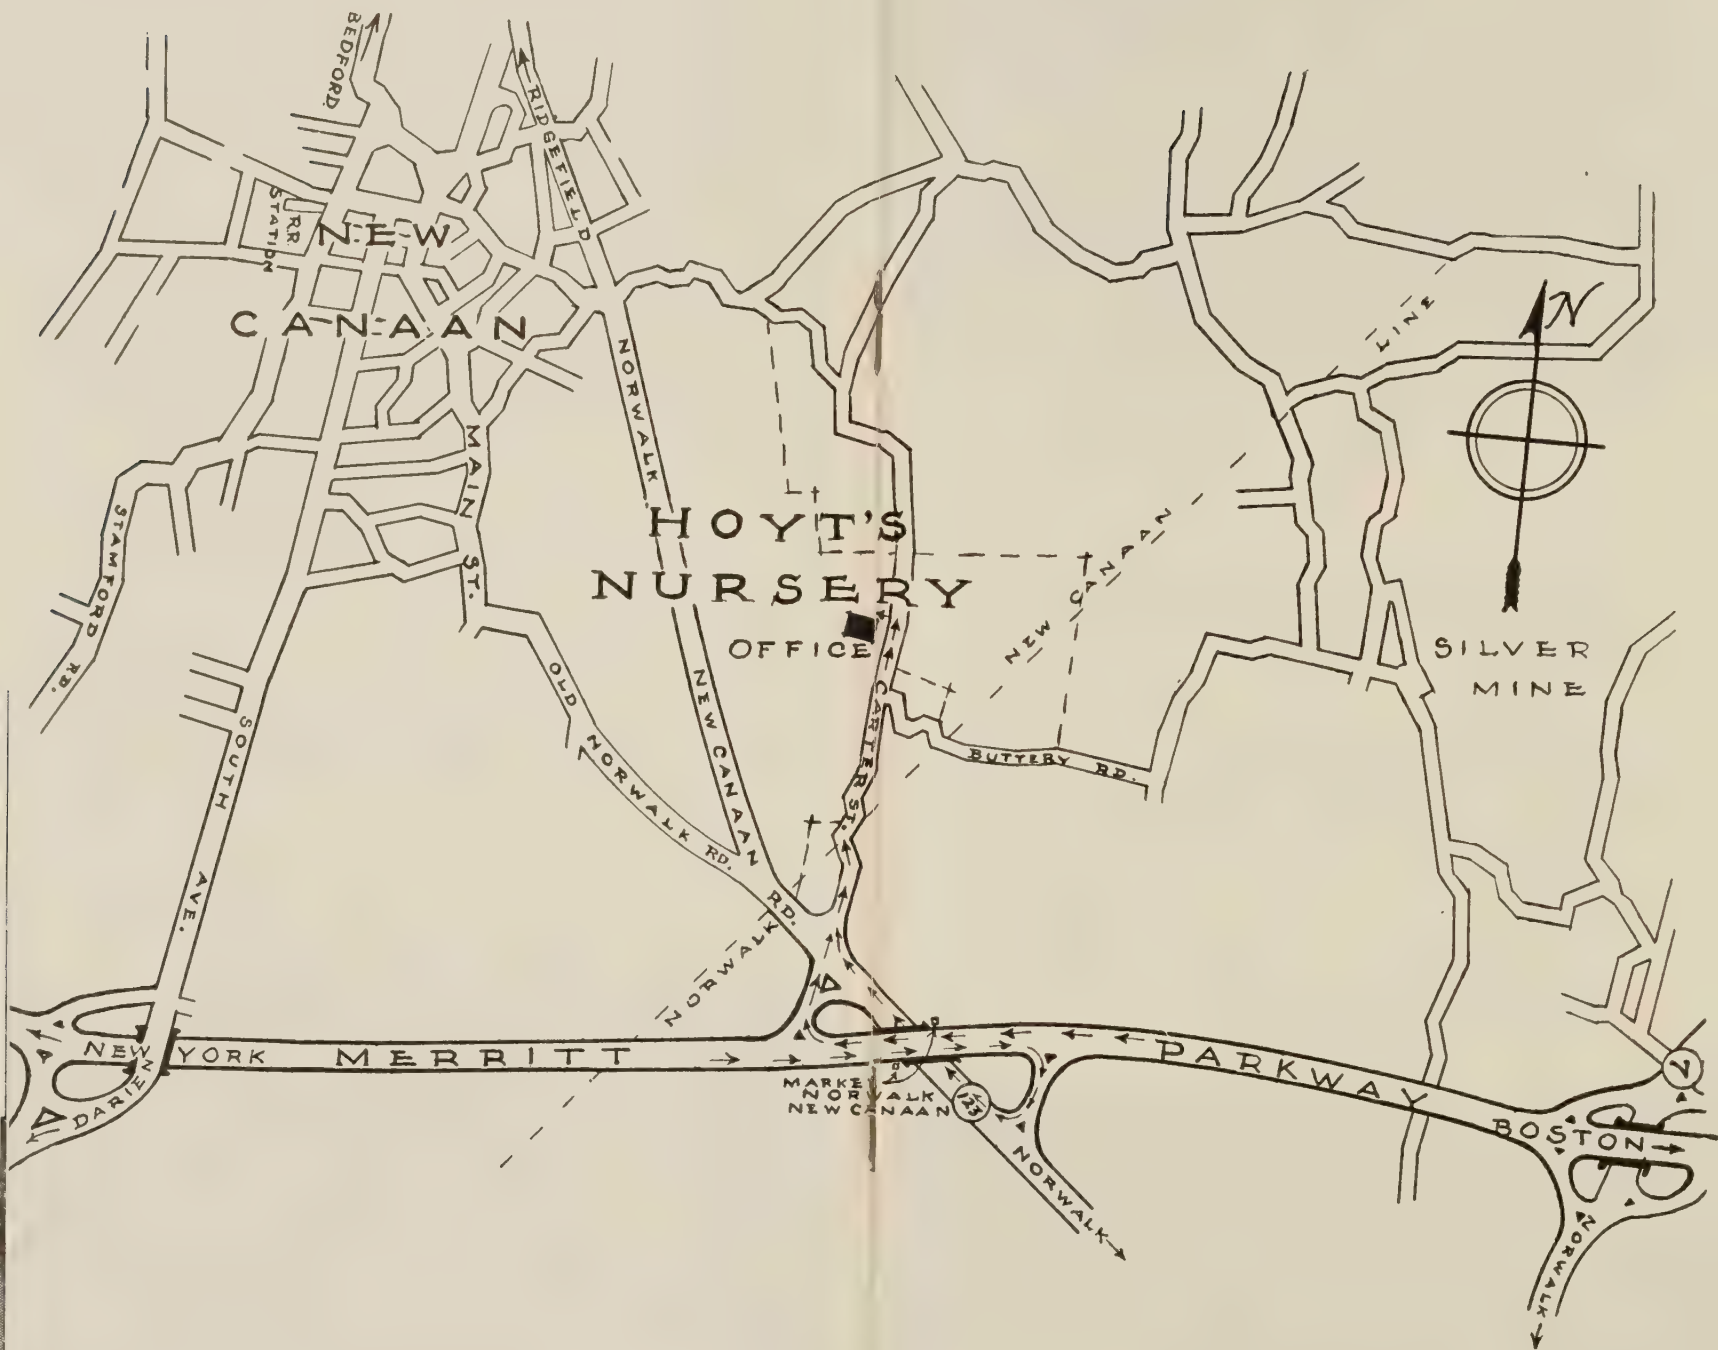 BEDFORD.
RIDGEFIELD
R.R.
STATION
NEW
CANAAN
N
LINE
NORWALK
MAIN ST.
HOYT'S
NURSERY
OFFICE
NEW CANAAN
STAMFORD RD.
SILVER
MINE
SOUTH AVE.
OLD NORWALK RD.
NEW CANAAN RD.
CARTER ST.
BUTTERY RD.
NORWALK
NEW YORK
MERRITT PARKWAY
DARIEN
MARKED
NORWALK
NEW CANAAN
123
7
BOSTON
NORWALK
NORWALK